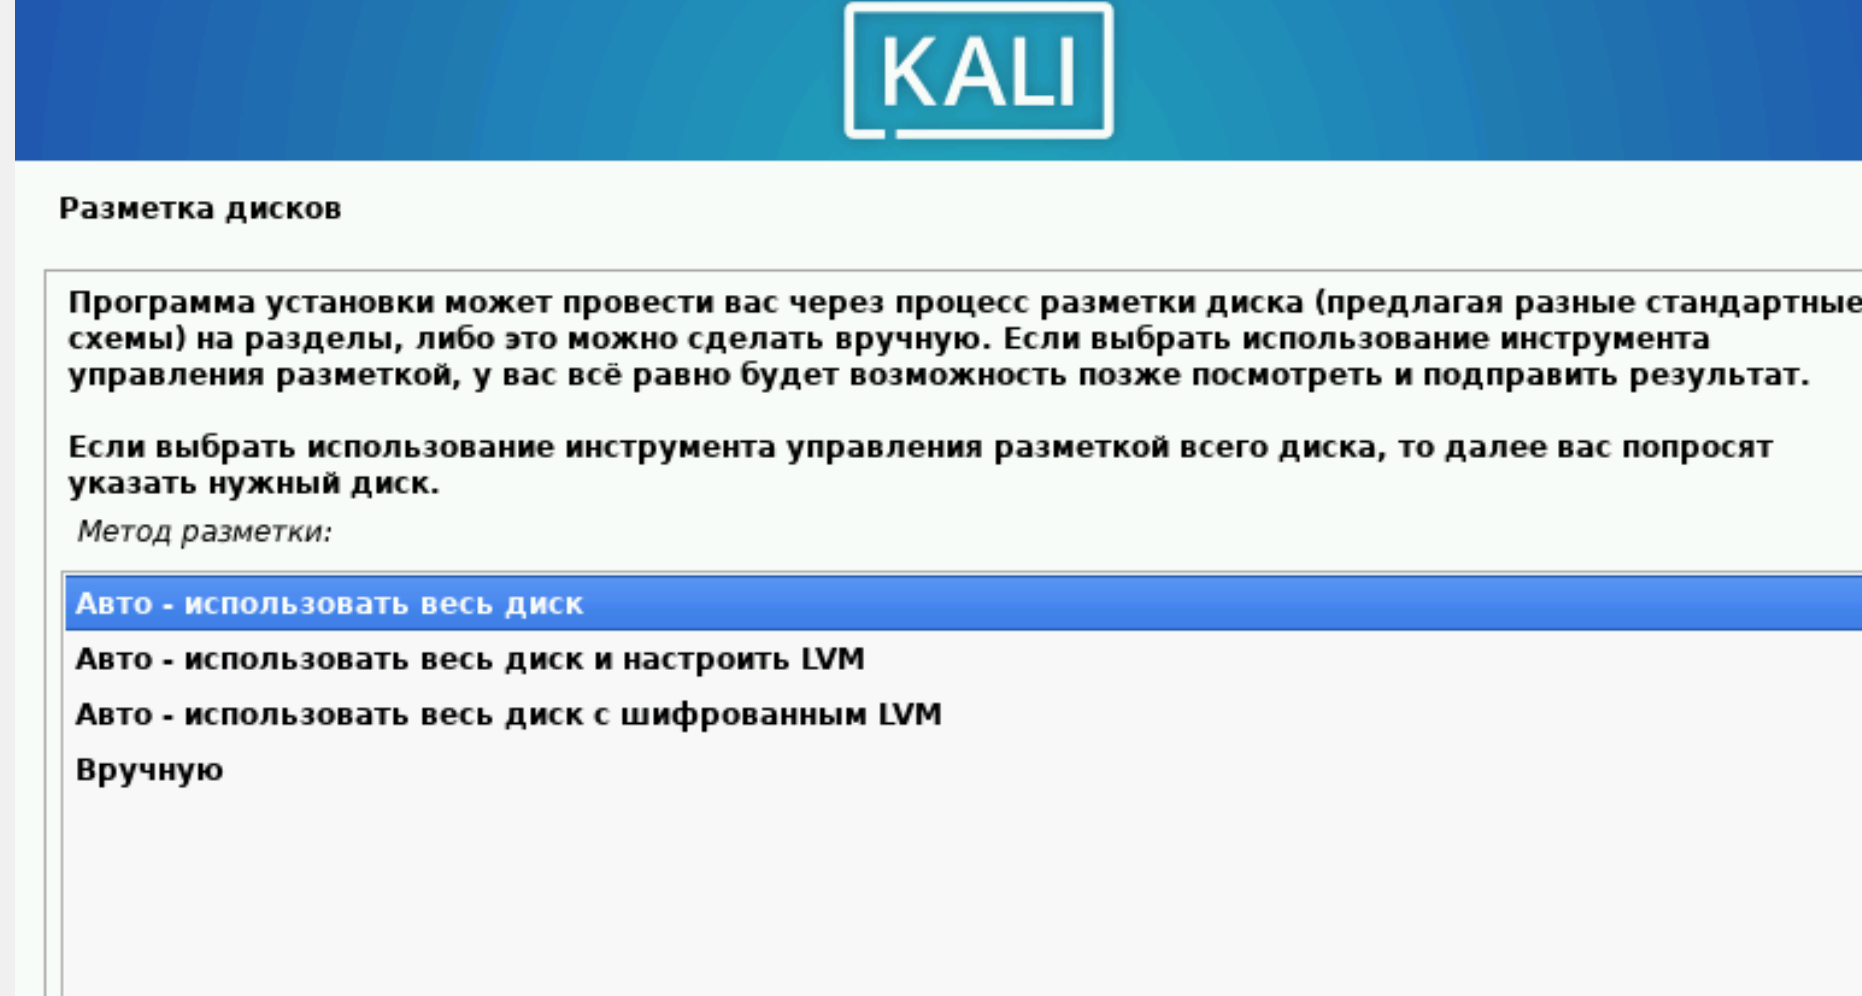 KALI
Разметка дисков
Программа установки может провести вас через процесс разметки диска (предлагая разные стандартные
схемы) на разделы, либо это можно сделать вручную. Если выбрать использование инструмента
управления разметкой, у вас всё равно будет возможность позже посмотреть и подправить результат.
Если выбрать использование инструмента управления разметкой всего диска, то далее вас попросят
указать нужный диск.
Метод разметки:
Авто - использовать весь диск
Авто - использовать весь диск и настроить LVM
Авто - использовать весь диск с шифрованным LVM
Вручную